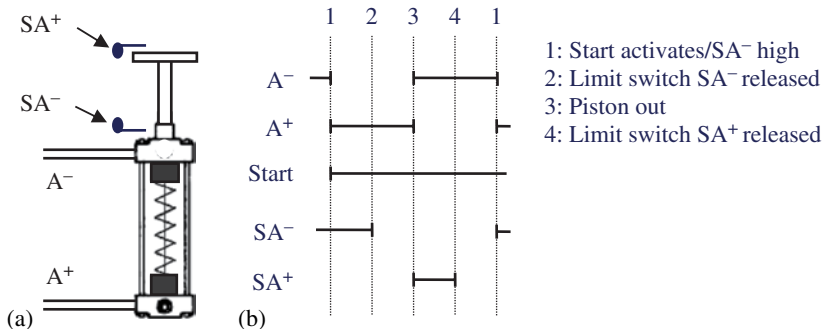 SA⁺
SA⁻
A⁻
A⁺
(a)
1 2 3 4 1
A⁻
A⁺
Start
SA⁻
SA⁺
(b)
1: Start activates/SA⁻ high
2: Limit switch SA⁻ released
3: Piston out
4: Limit switch SA⁺ released